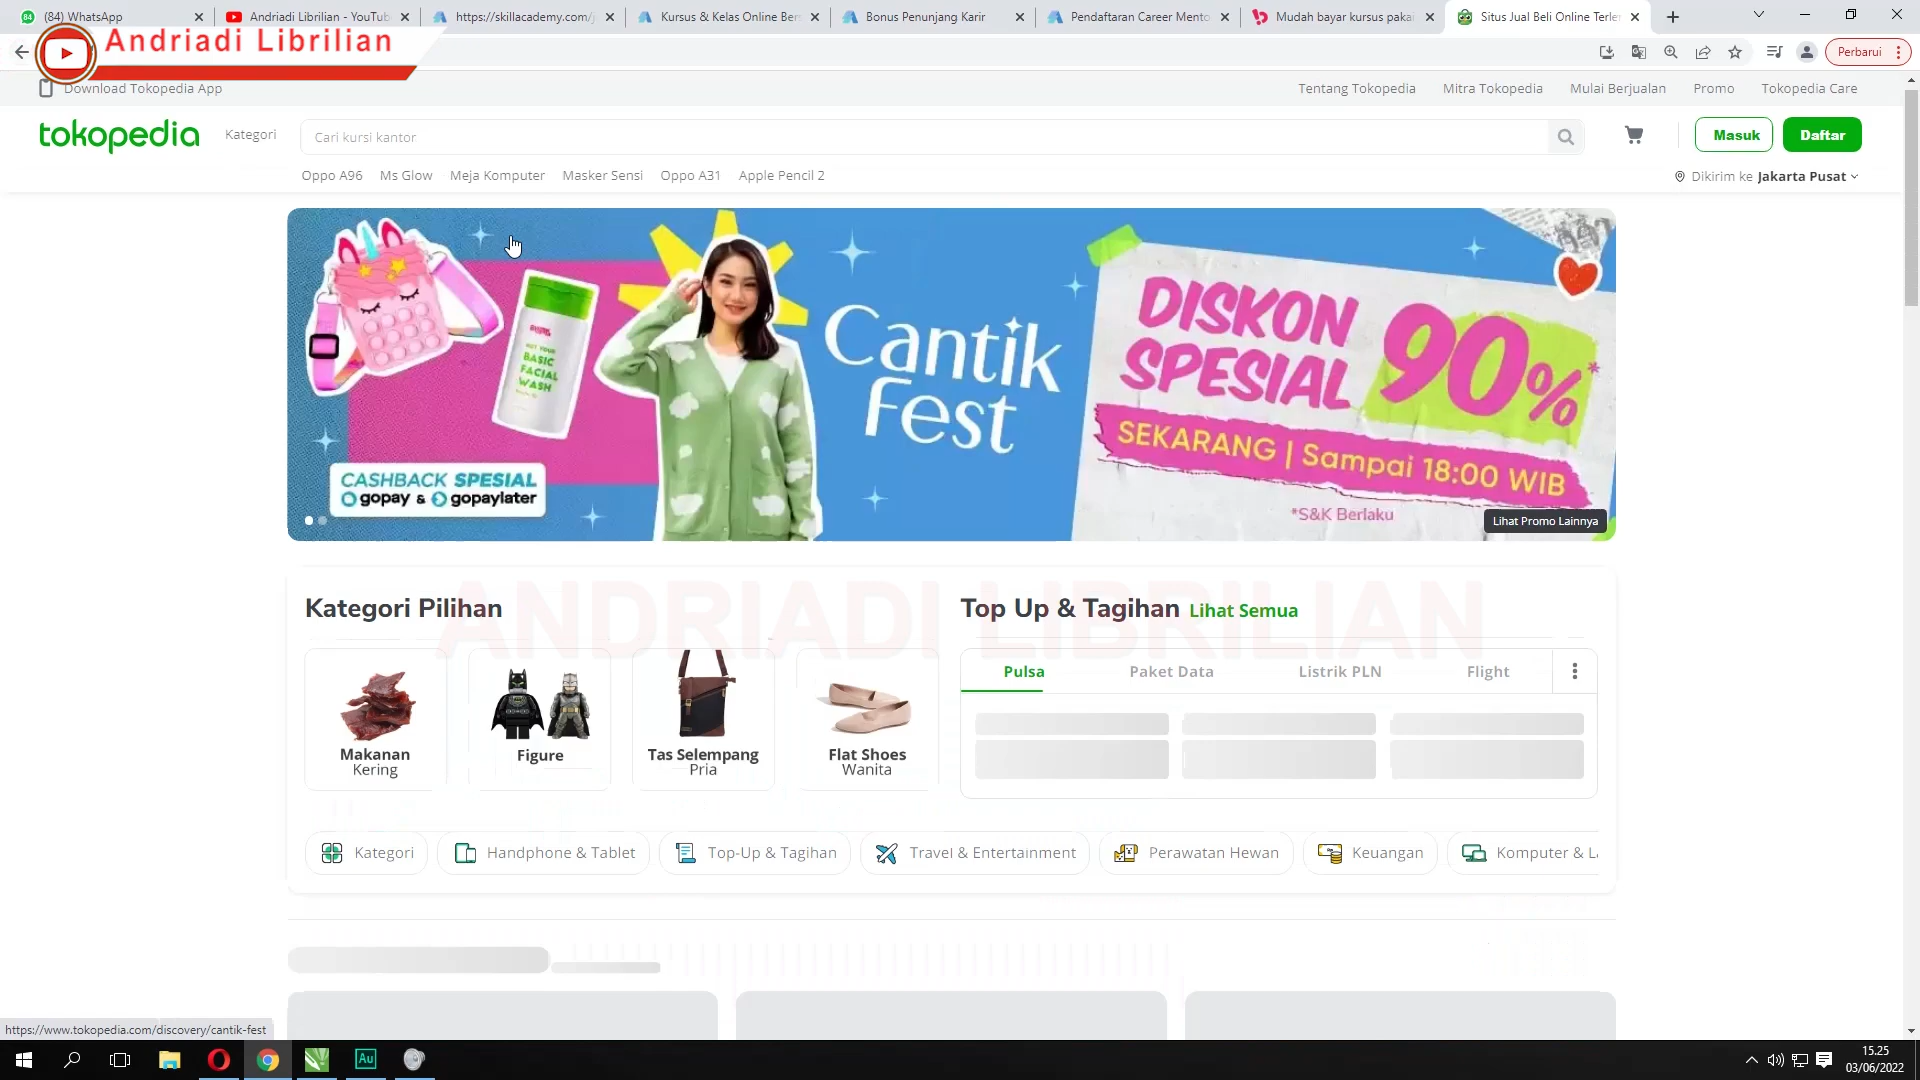 (84) WhatsApp
Andriadi Librilian - YouTub
https://skillacademy.com/
Kursus & Kelas Online Ber
Bonus Penunjang Karir
Pendaftaran Career Mento
Mudah bayar kursus pakai
Situs Jual Beli Online Terle
Andriadi Librilian
Perbarui
Download Tokopedia App
Tentang Tokopedia
Mitra Tokopedia
Mulai Berjualan
Promo
Tokopedia Care
tokopedia
Kategori
Cari kursi kantor
Masuk
Daftar
Oppo A96
Ms Glow
Meja Komputer
Masker Sensi
Oppo A31
Apple Pencil 2
Dikirim ke Jakarta Pusat
BASIC
FACIAL
WASH
Cantik
Fest
DISKON
SPESIAL 90%*
SEKARANG | Sampai 18:00 WIB
*S&K Berlaku
CASHBACK SPESIAL
gopay & gopaylater
Lihat Promo Lainnya
ANDRIADI LIBRILIAN
Kategori Pilihan
Makanan
Kering
Figure
Tas Selempang
Pria
Flat Shoes
Wanita
Top Up & Tagihan Lihat Semua
Pulsa
Paket Data
Listrik PLN
Flight
Kategori
Handphone & Tablet
Top-Up & Tagihan
Travel & Entertainment
Perawatan Hewan
Keuangan
Komputer & L
https://www.tokopedia.com/discovery/cantik-fest
Au
15.25
03/06/2022